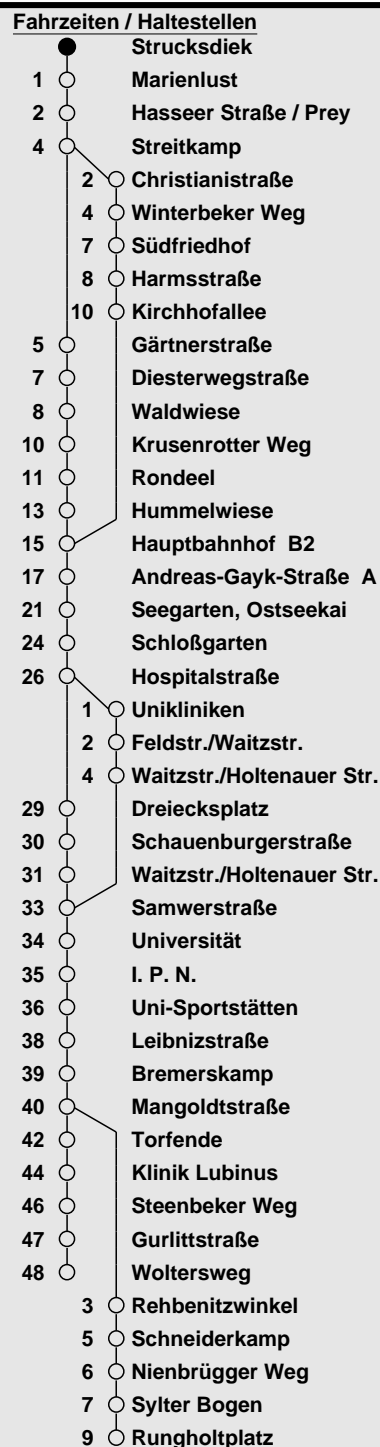 Fahrzeiten / Haltestellen
Strucksdiek
1 Marienlust
2 Hasseer Straße / Prey
4 Streitkamp
2 Christianistraße
4 Winterbeker Weg
7 Südfriedhof
8 Harmsstraße
10 Kirchhofallee
5 Gärtnerstraße
7 Diesterwegstraße
8 Waldwiese
10 Krusenrotter Weg
11 Rondeel
13 Hummelwiese
15 Hauptbahnhof B2
17 Andreas-Gayk-Straße A
21 Seegarten, Ostseekai
24 Schloßgarten
26 Hospitalstraße
1 Unikliniken
2 Feldstr./Waitzstr.
4 Waitzstr./Holtenauer Str.
29 Dreiecksplatz
30 Schauenburgerstraße
31 Waitzstr./Holtenauer Str.
33 Samwerstraße
34 Universität
35 I. P. N.
36 Uni-Sportstätten
38 Leibnizstraße
39 Bremerskamp
40 Mangoldtstraße
42 Torfende
44 Klinik Lubinus
46 Steenbeker Weg
47 Gurlittstraße
48 Woltersweg
3 Rehbenitzwinkel
5 Schneiderkamp
6 Nienbrügger Weg
7 Sylter Bogen
9 Rungholtplatz